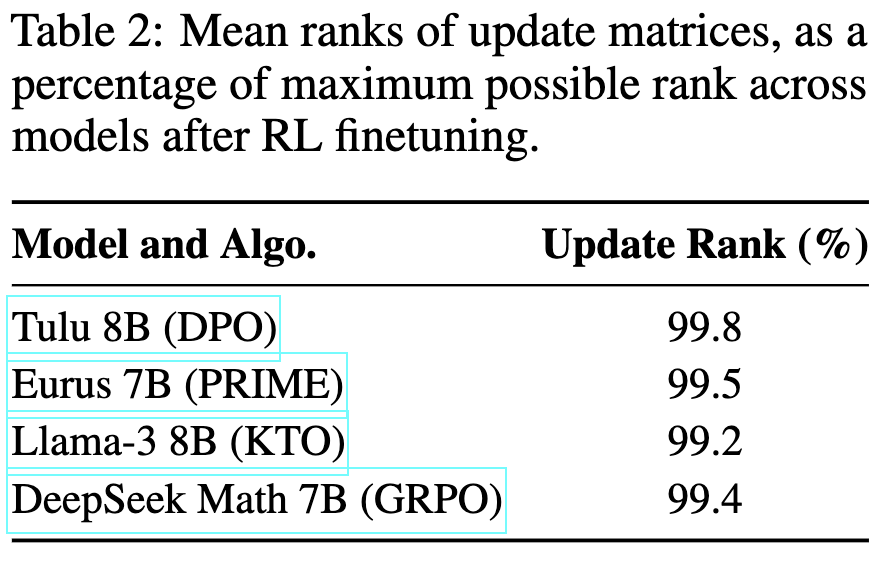 Table 2: Mean ranks of update matrices, as a
percentage of maximum possible rank across
models after RL finetuning.
Model and Algo. Update Rank (%)
Tulu 8B (DPO) 99.8
Eurus 7B (PRIME) 99.5
Llama-3 8B (KTO) 99.2
DeepSeek Math 7B (GRPO) 99.4